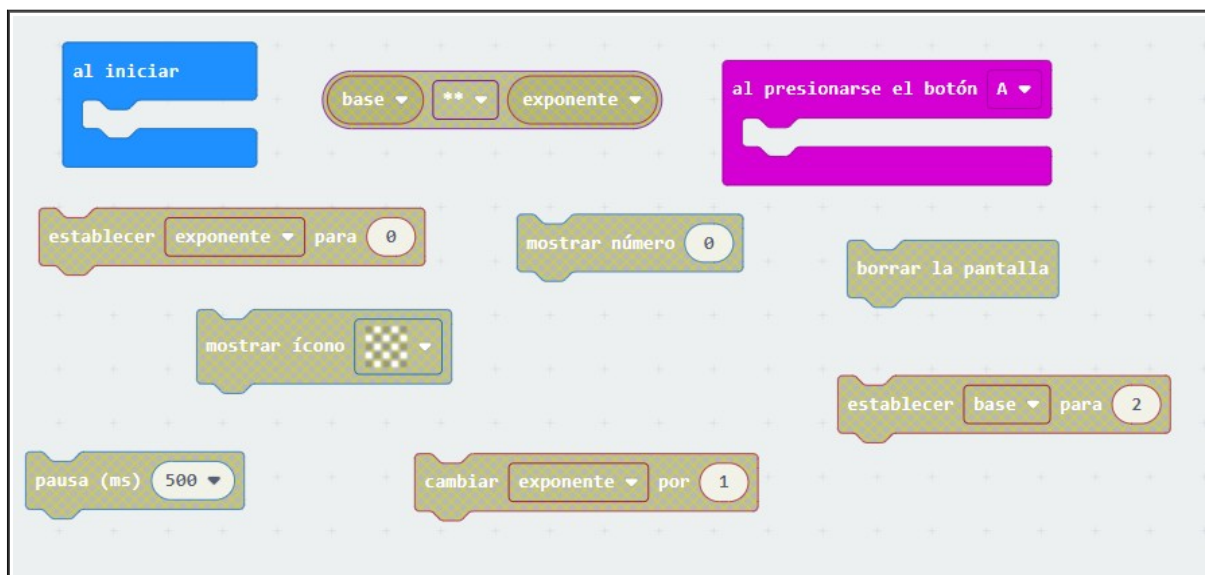 al iniciar
base ** exponente
al presionarse el botón A
establecer exponente para 0
mostrar número 0
borrar la pantalla
mostrar ícono
establecer base para 2
pausa (ms) 500
cambiar exponente por 1